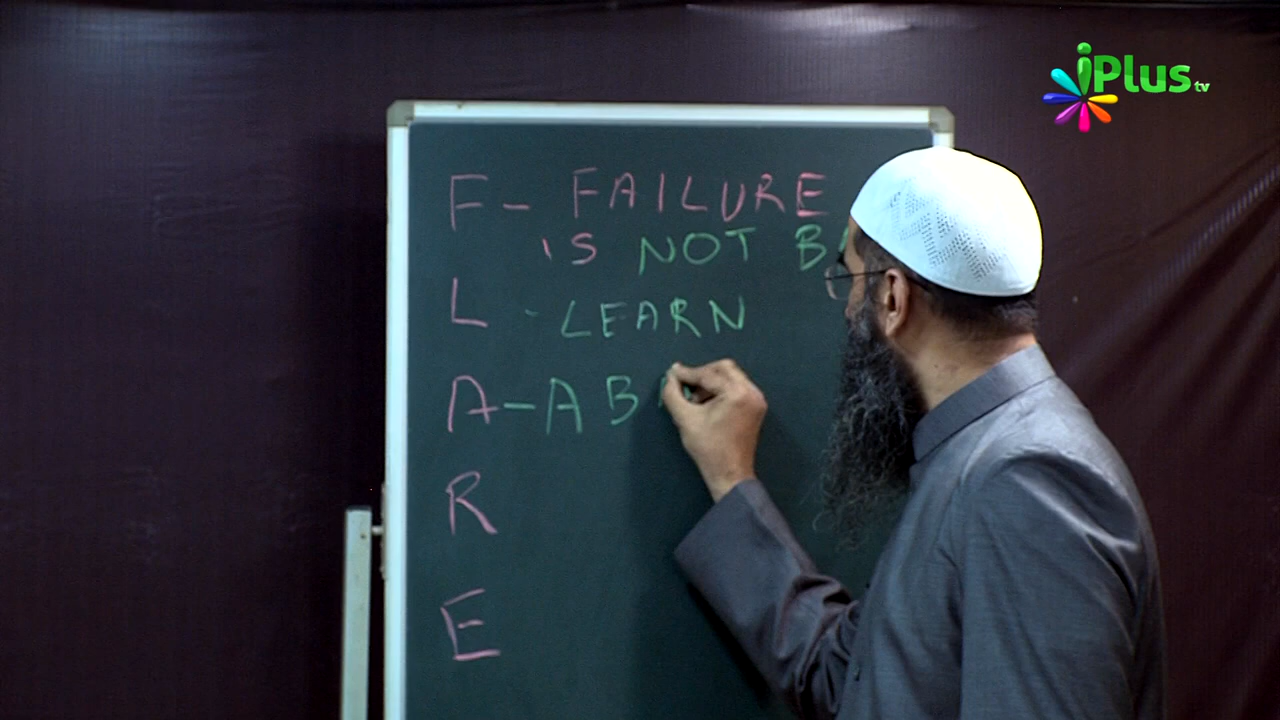 iPlus tv
F - FAILURE
IS NOT
L - LEARN
A - AB
R
E